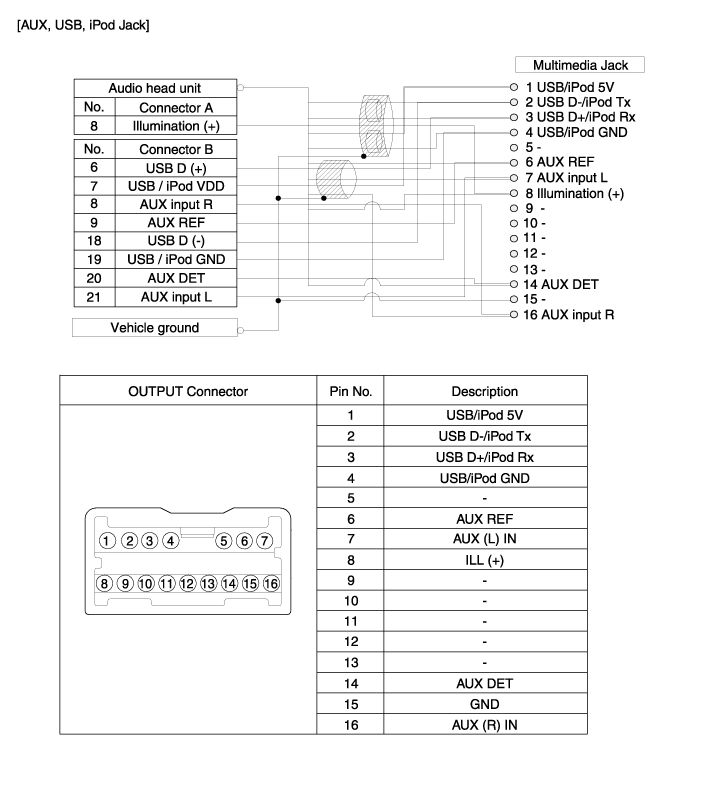 [AUX, USB, iPod Jack]
Multimedia Jack
Audio head unit
No. Connector A
8 Illumination (+)
No. Connector B
6 USB D (+)
7 USB / iPod VDD
8 AUX input R
9 AUX REF
18 USB D (-)
19 USB / iPod GND
20 AUX DET
21 AUX input L
Vehicle ground
1 USB/iPod 5V
2 USB D-/iPod Tx
3 USB D+/iPod Rx
4 USB/iPod GND
5 -
6 AUX REF
7 AUX input L
8 Illumination (+)
9 -
10 -
11 -
12 -
13 -
14 AUX DET
15 -
16 AUX input R
OUTPUT Connector Pin No. Description
1 USB/iPod 5V
2 USB D-/iPod Tx
3 USB D+/iPod Rx
4 USB/iPod GND
5 -
6 AUX REF
7 AUX (L) IN
8 ILL (+)
9 -
10 -
11 -
12 -
13 -
14 AUX DET
15 GND
16 AUX (R) IN
1 2 3 4 5 6 7
8 9 10 11 12 13 14 15 16